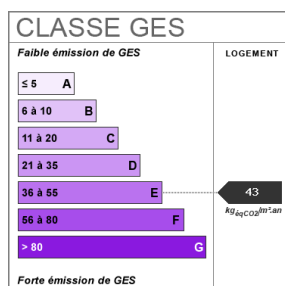 CLASSE GES
Faible émission de GES
LOGEMENT
≤ 5 A
6 à 10 B
11 à 20 C
21 à 35 D
36 à 55 E
43
kgéqCO2/m².an
56 à 80 F
> 80 G
Forte émission de GES